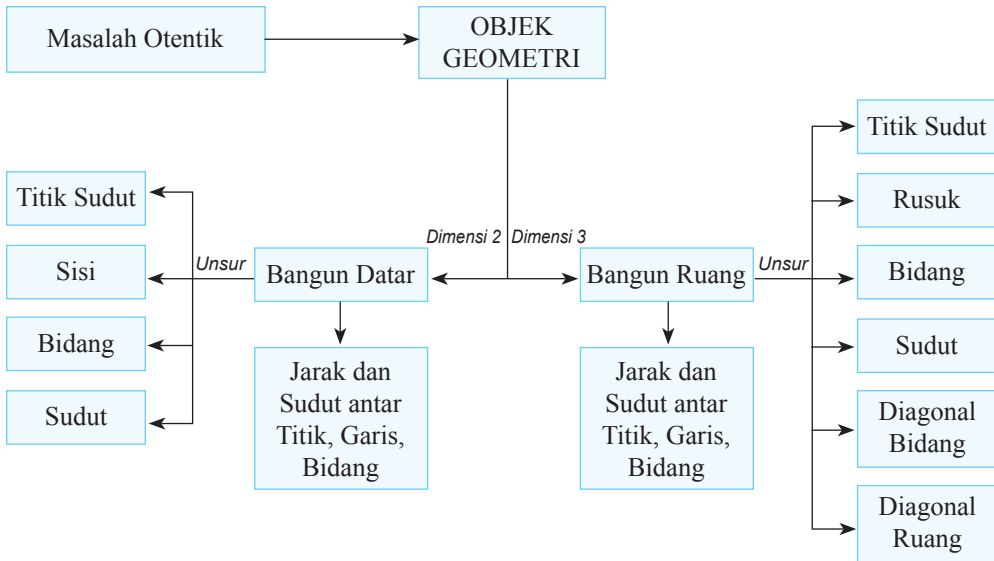 Masalah Otentik
OBJEK
GEOMETRI
Dimensi 2
Dimensi 3
Titik Sudut
Sisi
Bidang
Sudut
Unsur
Bangun Datar
Jarak dan
Sudut antar
Titik, Garis,
Bidang
Bangun Ruang
Unsur
Jarak dan
Sudut antar
Titik, Garis,
Bidang
Titik Sudut
Rusuk
Bidang
Sudut
Diagonal
Bidang
Diagonal
Ruang